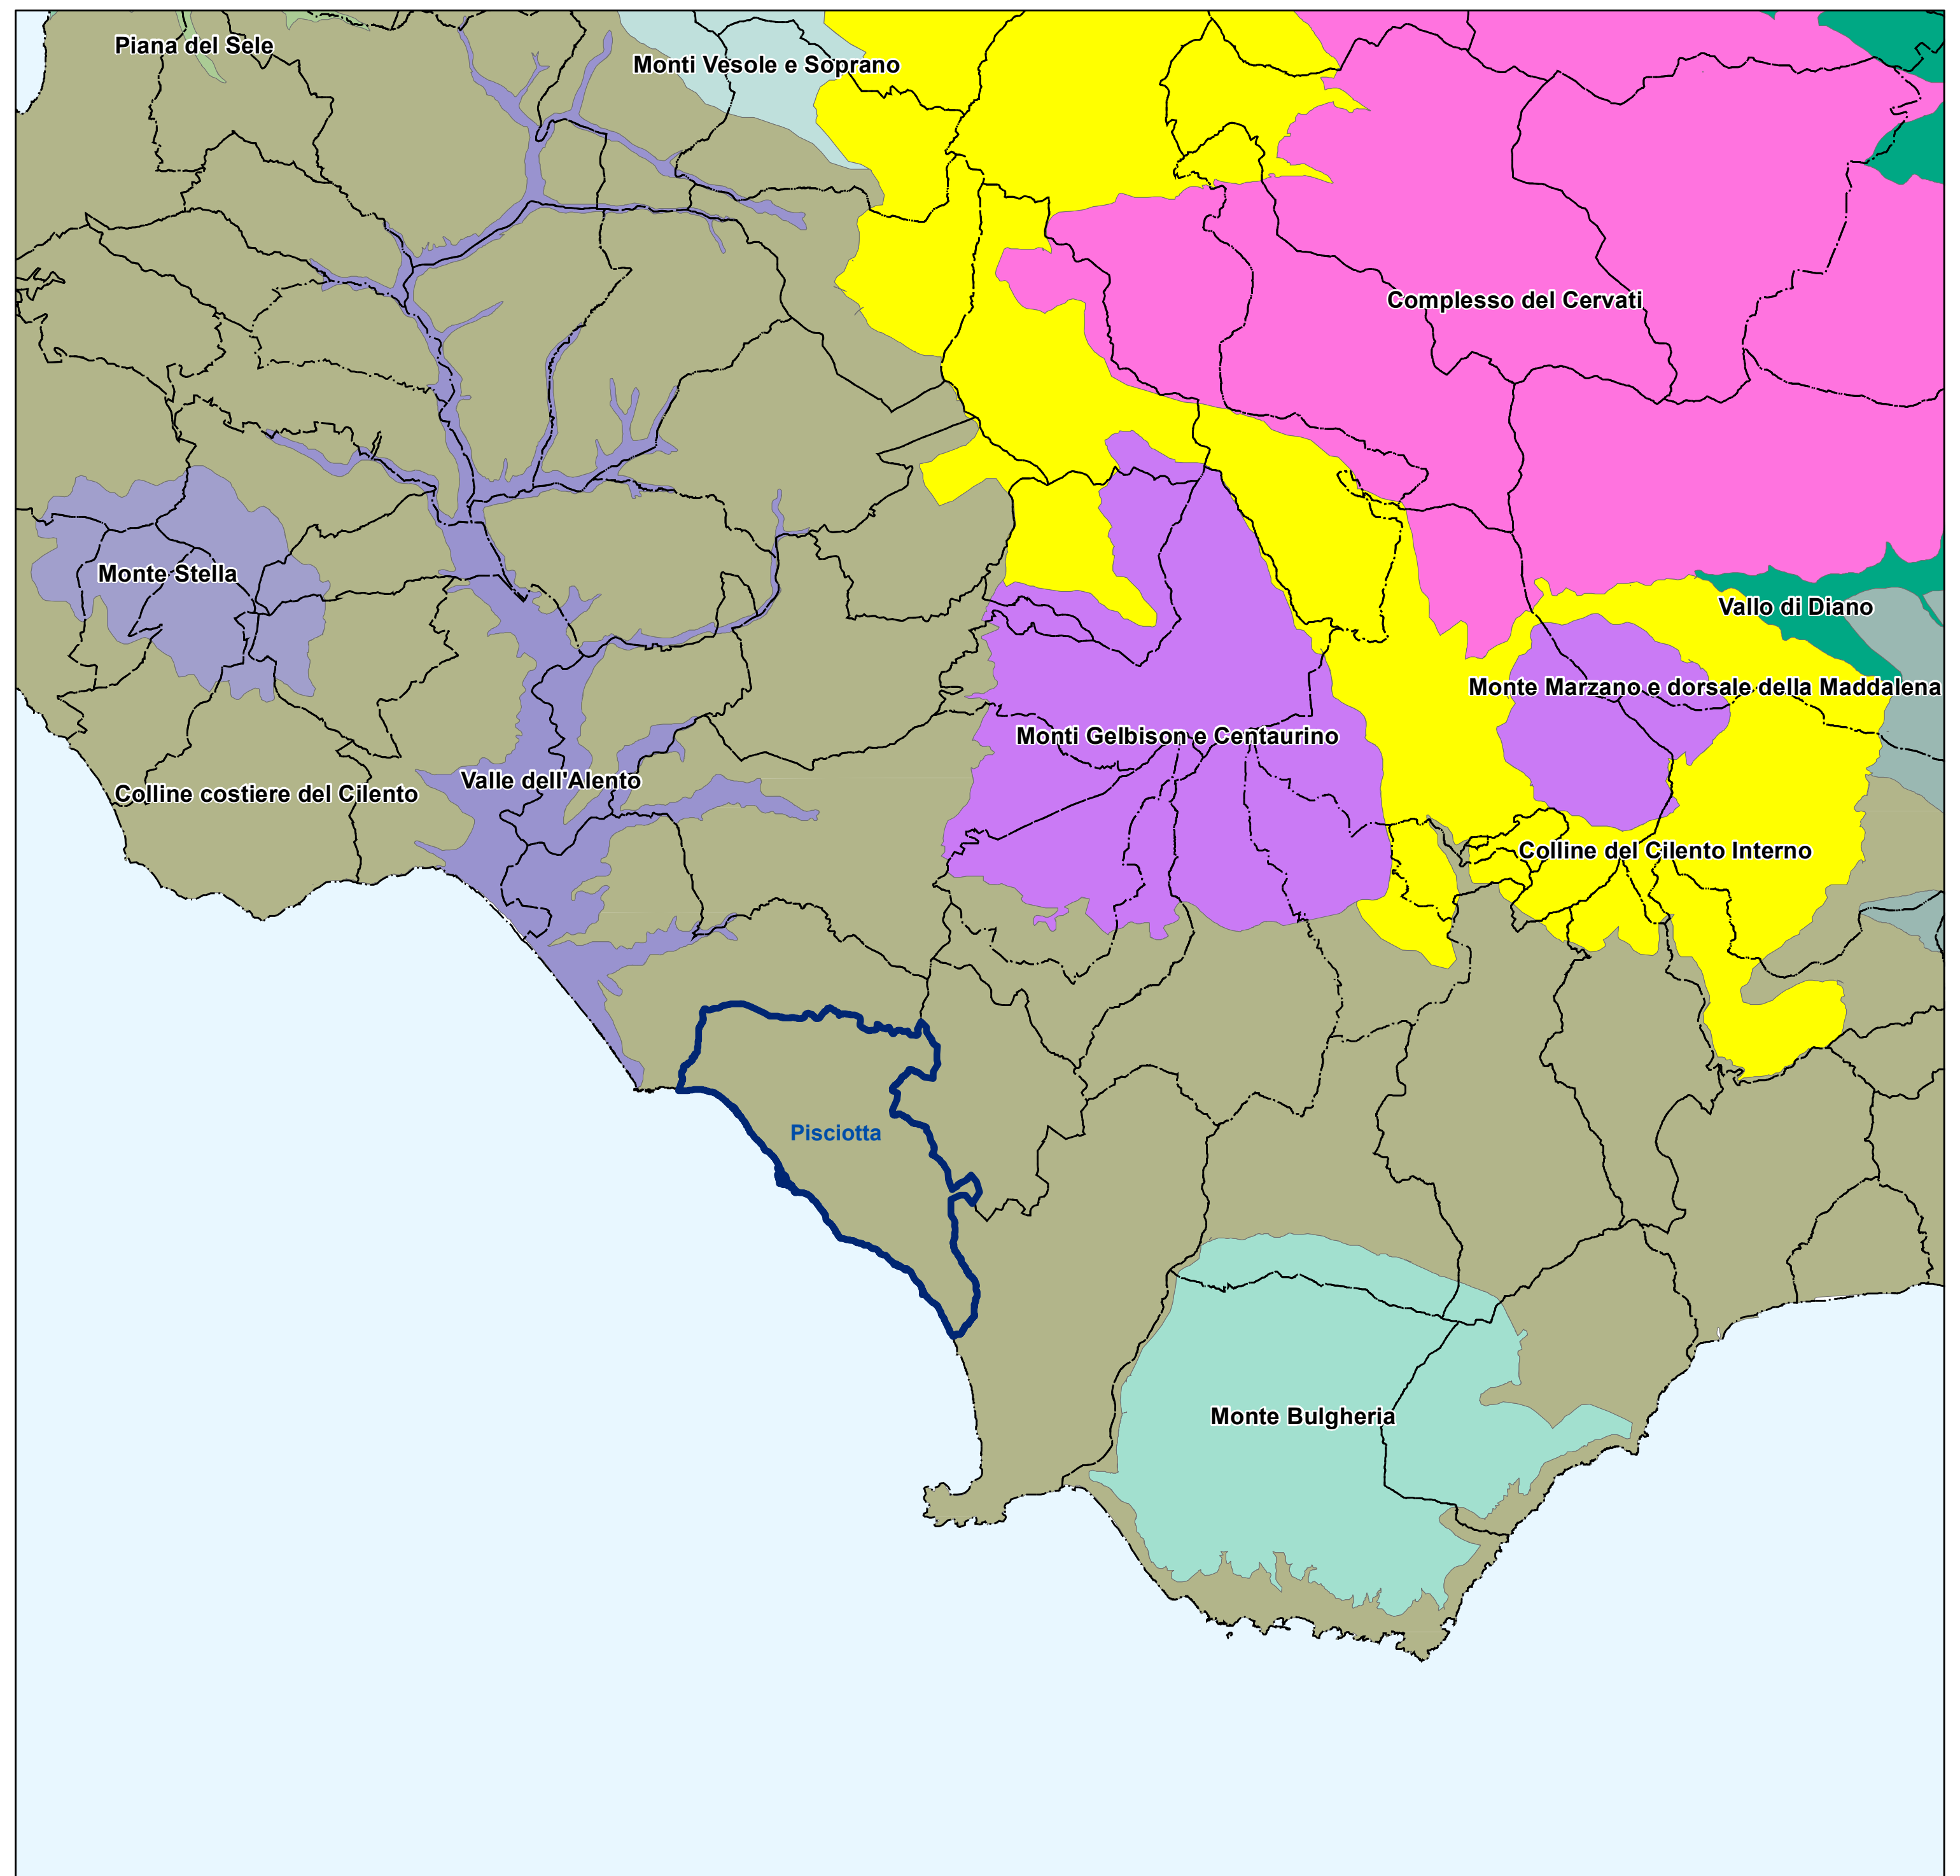 Piana del Sele
Monti Vesole e Soprano
Complesso del Cervati
Monte Stella
Vallo di Diano
Monte Marzano e dorsale della Maddalena
Monti Gelbison e Centaurino
Valle dell'Alento
Colline costiere del Cilento
Colline del Cilento Interno
Pisciotta
Monte Bulgheria